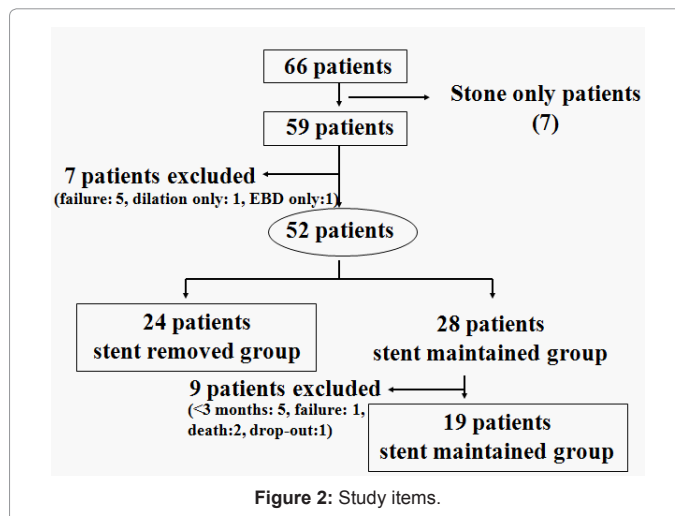 66 patients
Stone only patients
(7)
59 patients
7 patients excluded
(failure: 5, dilation only: 1, EBD only:1)
52 patients
24 patients
stent removed group
28 patients
stent maintained group
9 patients excluded
(<3 months: 5, failure: 1,
death:2, drop-out:1)
19 patients
stent maintained group
Figure 2: Study items.